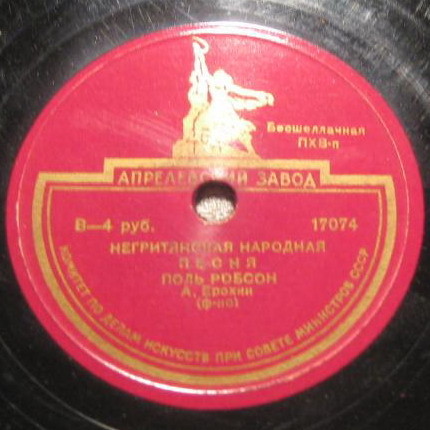 Бесшеллачная
ПХВ-п
АПРЕЛЕВСКИЙ ЗАВОД
В—4 руб. 17074
НЕГРИТЯНСКАЯ НАРОДНАЯ
ПЕСНЯ
ПОЛЬ РОБСОН
А. Ерохин
(ф-но)
КОМИТЕТ ПО ДЕЛАМ ИСКУССТВ ПРИ СОВЕТЕ МИНИСТРОВ СССР